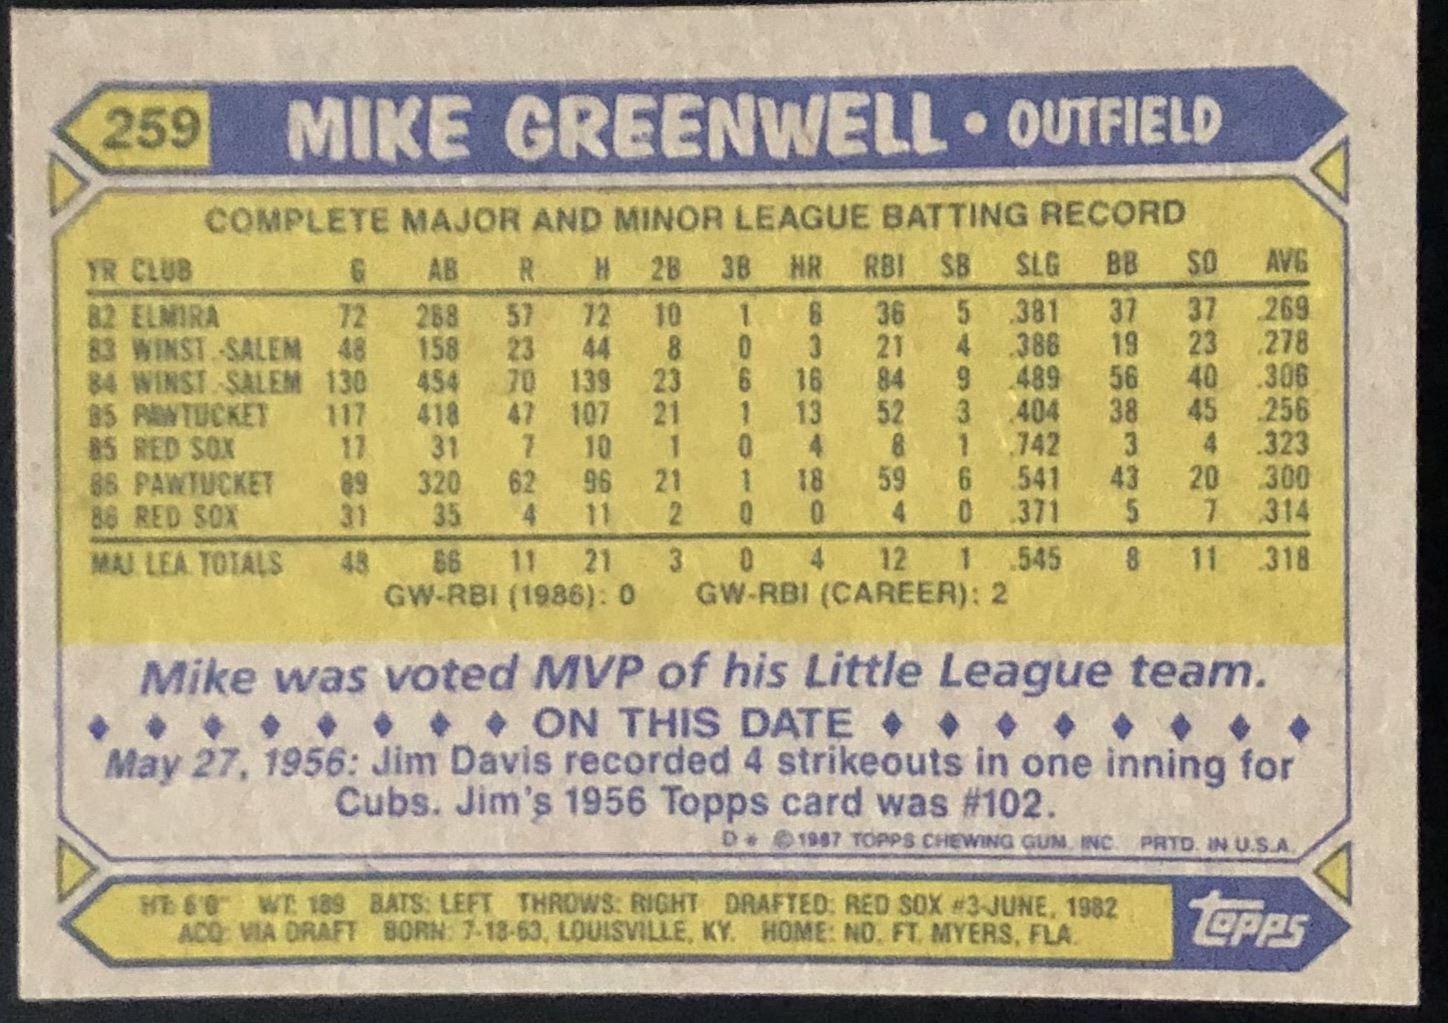 259 MIKE GREENWELL • OUTFIELD
COMPLETE MAJOR AND MINOR LEAGUE BATTING RECORD
YR CLUB G AB R H 2B 3B HR RBI SB SLG BB SO AVG
82 ELMIRA 72 268 57 72 10 1 6 36 5 .381 37 37 .269
83 WINST.-SALEM 48 158 23 44 8 0 3 21 4 .386 19 23 .278
84 WINST.-SALEM 130 454 70 139 23 6 16 84 9 .489 56 40 .306
85 PAWTUCKET 117 418 47 107 21 1 13 52 3 .404 38 45 .256
85 RED SOX 17 31 7 10 1 0 4 8 1 .742 3 4 .323
86 PAWTUCKET 89 320 62 96 21 1 18 59 6 .541 43 20 .300
86 RED SOX 31 35 4 11 2 0 0 4 0 .371 5 7 .314
MAJ. LEA. TOTALS 48 66 11 21 3 0 4 12 1 .545 8 11 .318
GW-RBI (1986): 0 GW-RBI (CAREER): 2
Mike was voted MVP of his Little League team.
ON THIS DATE
May 27, 1956: Jim Davis recorded 4 strikeouts in one inning for
Cubs. Jim's 1956 Topps card was #102.
D* © 1987 TOPPS CHEWING GUM, INC. PRTD. IN U.S.A.
HT: 6'0" WT: 189 BATS: LEFT THROWS: RIGHT DRAFTED: RED SOX #3-JUNE, 1982
ACQ: VIA DRAFT BORN: 7-18-63, LOUISVILLE, KY. HOME: NO. FT. MYERS, FLA.
topps